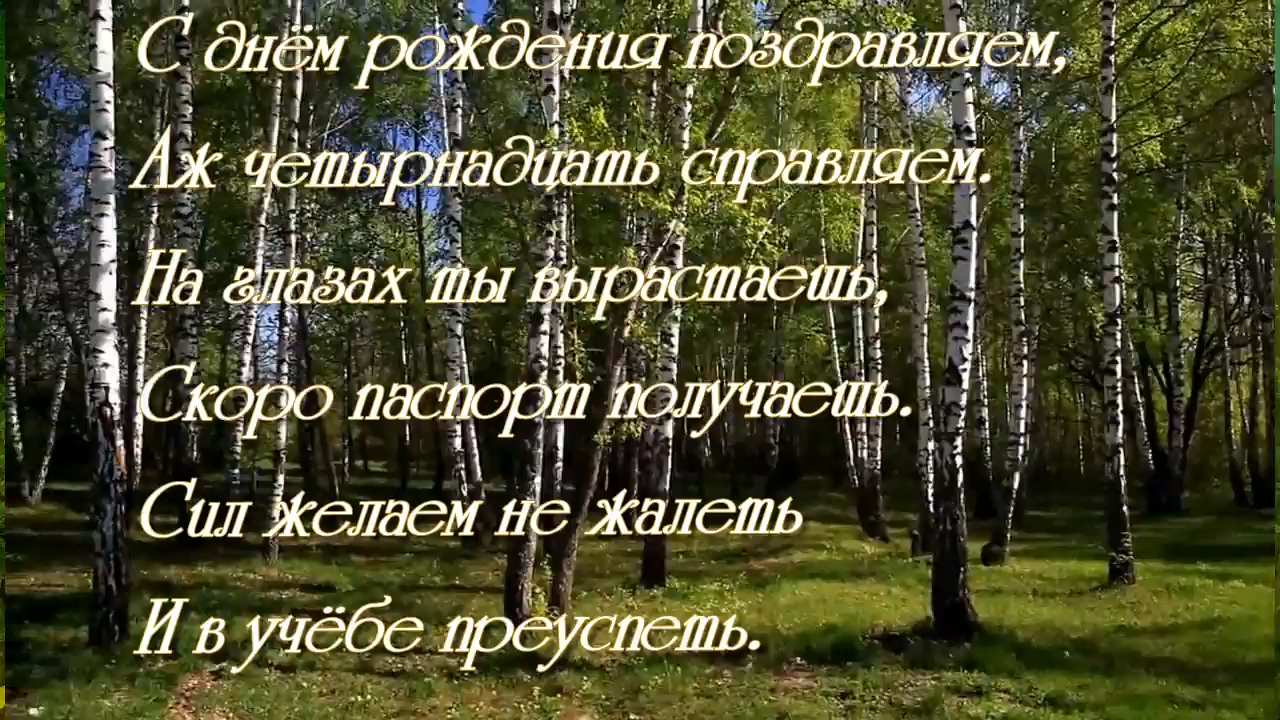 С днём рождения поздравляем,
Аж четырнадцать справляем.
На глазах ты вырастаешь,
Скоро паспорт получаешь.
Сил желаем не жалеть
И в учёбе преуспеть.